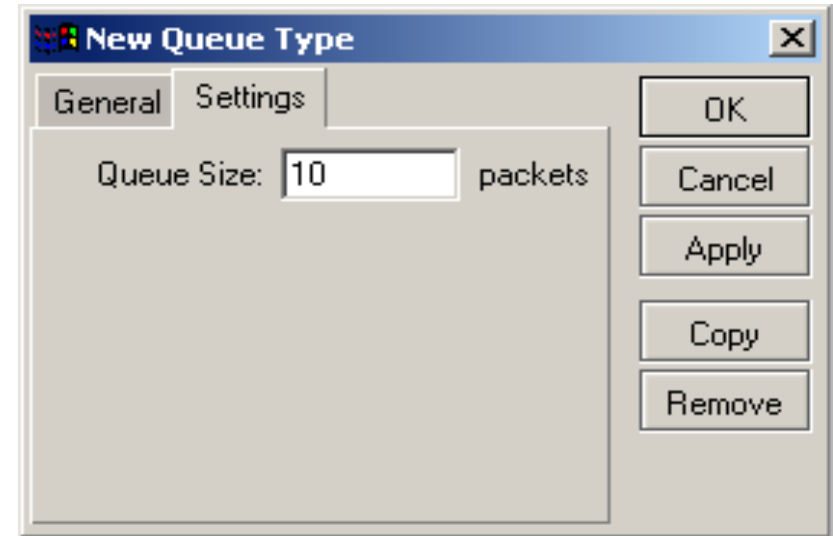 New Queue Type
General Settings
Queue Size: 10 packets
OK
Cancel
Apply
Copy
Remove